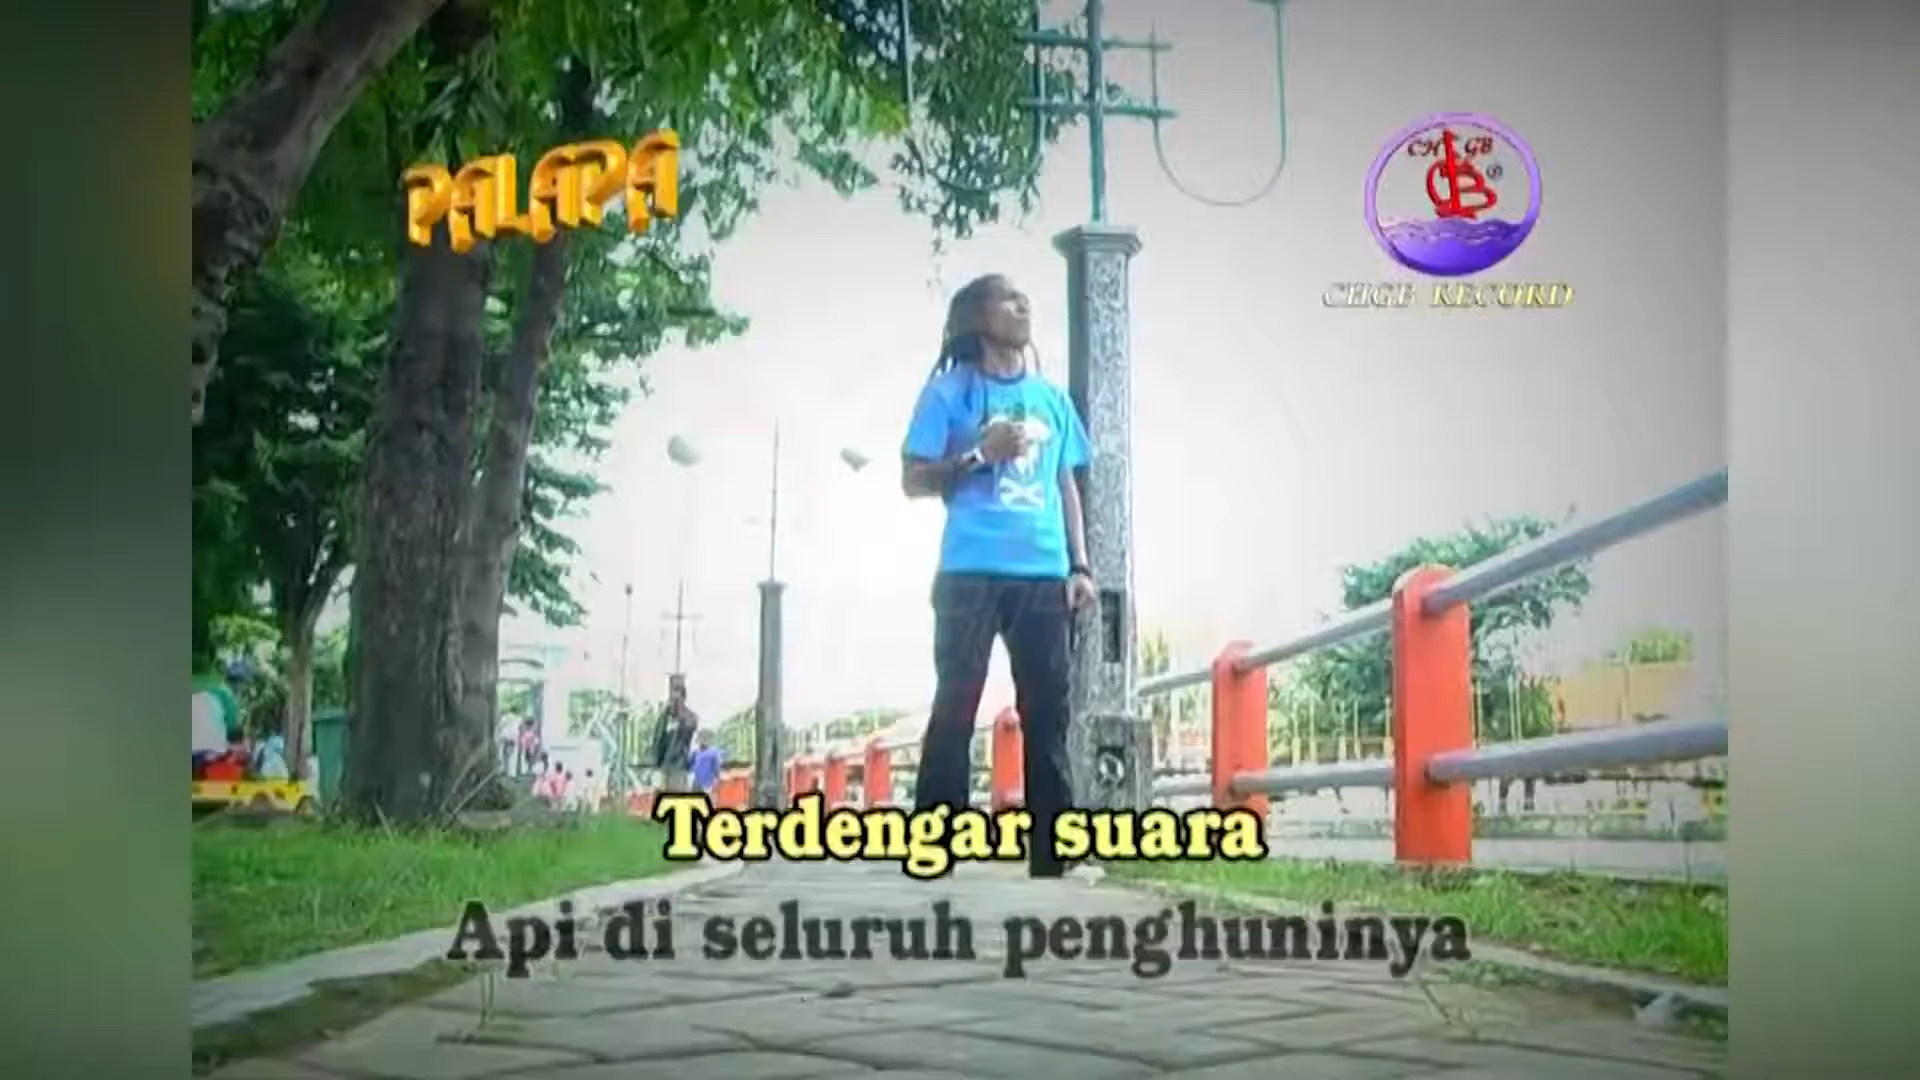 PALAPA
CHGB
CHGB RECORD
Terdengar suara
Api di seluruh penghuninya